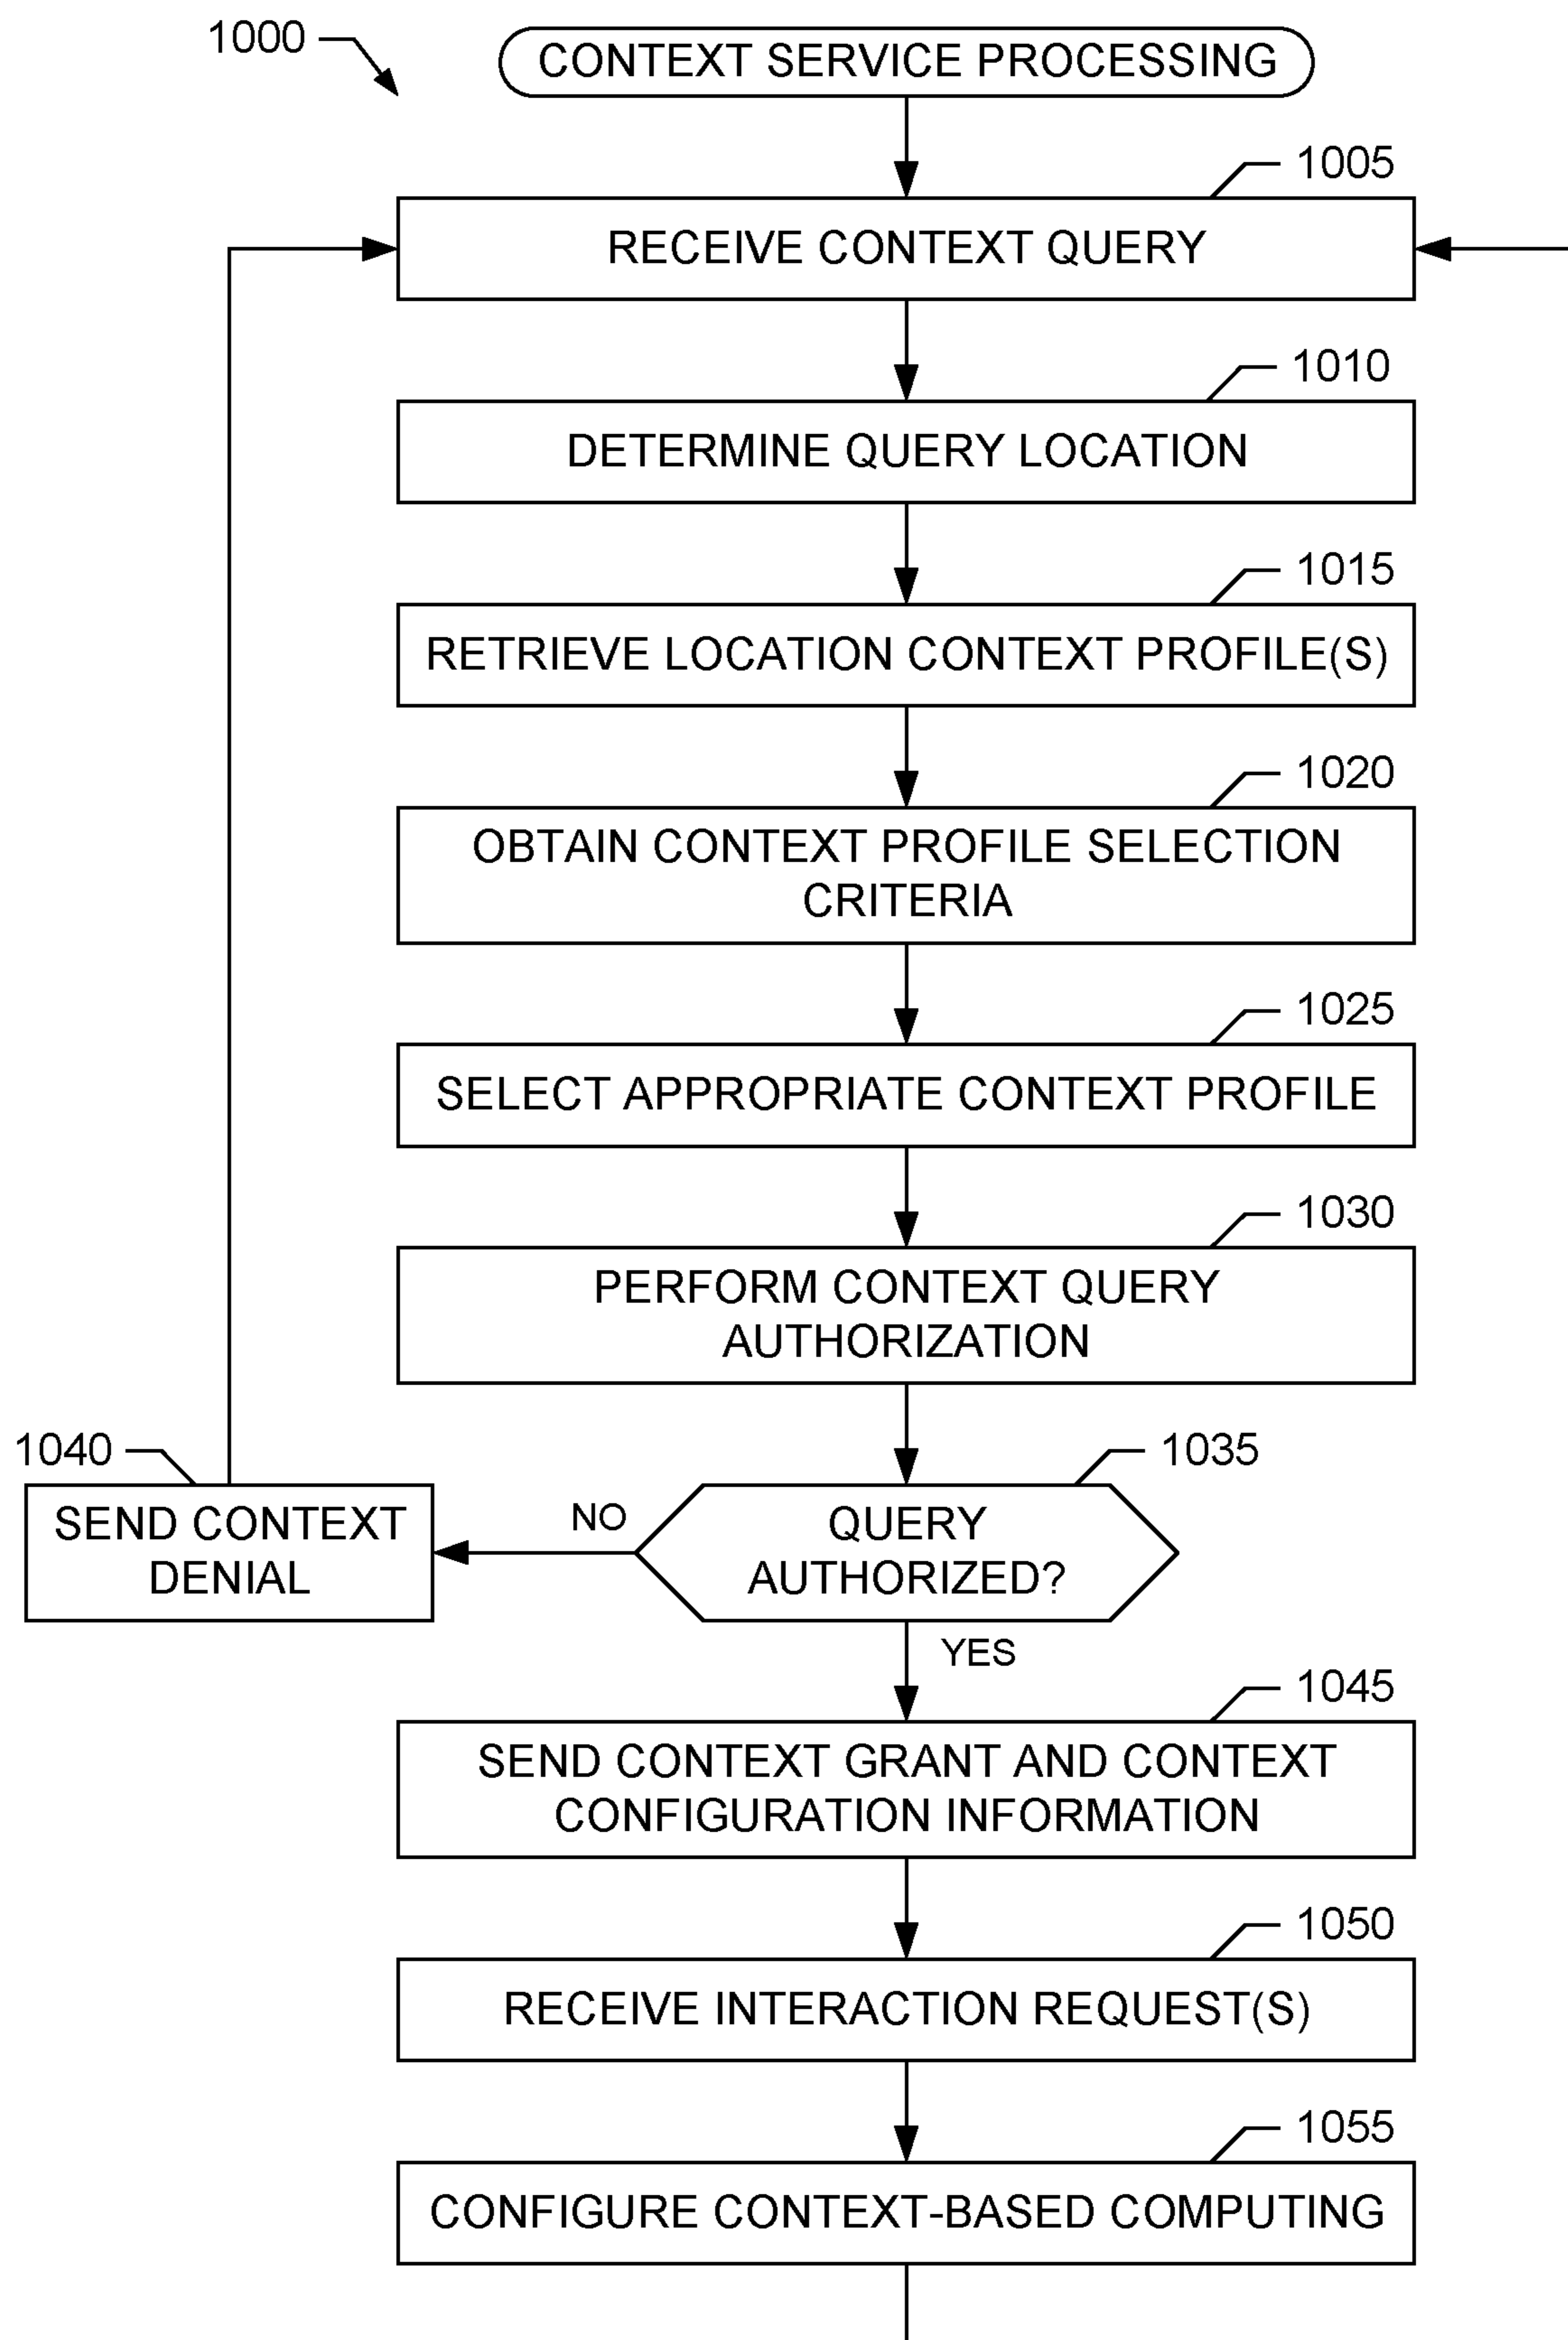 1000
CONTEXT SERVICE PROCESSING
1005
RECEIVE CONTEXT QUERY
1010
DETERMINE QUERY LOCATION
1015
RETRIEVE LOCATION CONTEXT PROFILE(S)
1020
OBTAIN CONTEXT PROFILE SELECTION
CRITERIA
1025
SELECT APPROPRIATE CONTEXT PROFILE
1030
PERFORM CONTEXT QUERY
AUTHORIZATION
1035
QUERY
AUTHORIZED?
NO
1040
SEND CONTEXT
DENIAL
YES
1045
SEND CONTEXT GRANT AND CONTEXT
CONFIGURATION INFORMATION
1050
RECEIVE INTERACTION REQUEST(S)
1055
CONFIGURE CONTEXT-BASED COMPUTING